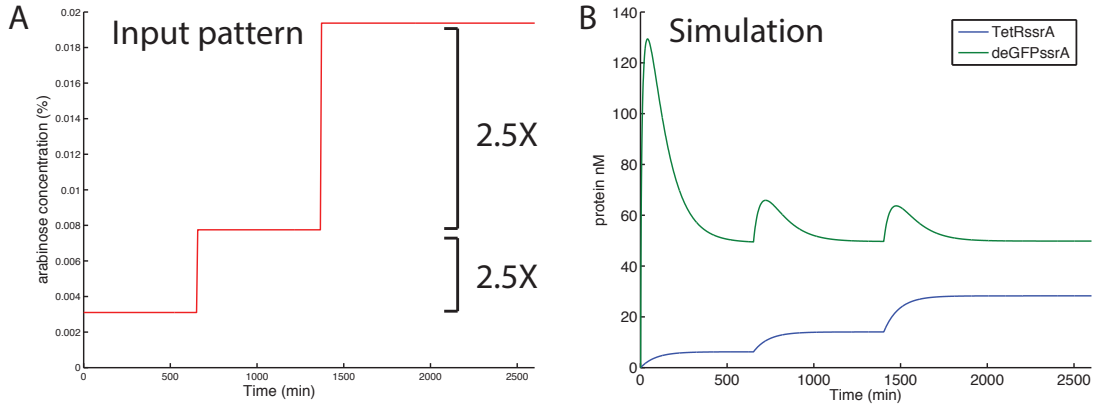 A
Input pattern
0.02
0.018
0.016
0.014
0.012
0.01
0.008
0.006
0.004
0.002
0
arabinose concentration (%)
2.5X
2.5X
0
500
1000
1500
2000
2500
Time (min)
B
Simulation
TetRssrA
deGFPssrA
140
120
100
80
60
40
20
0
protein nM
0
500
1000
1500
2000
2500
Time (min)